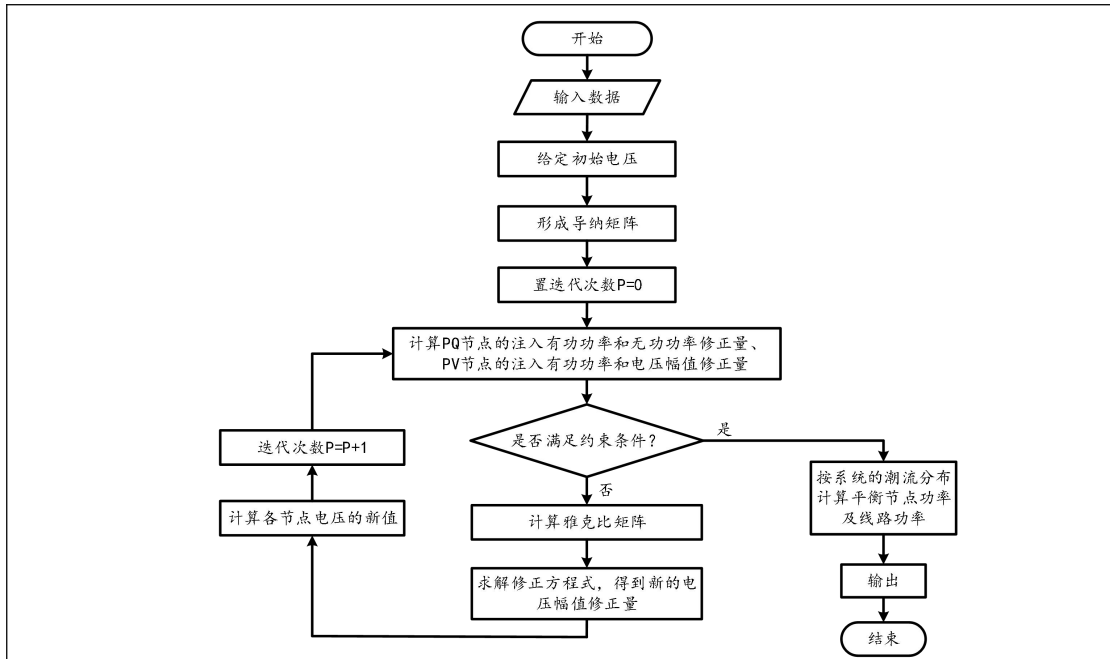 开始
输入数据
给定初始电压
形成导纳矩阵
置迭代次数P=0
计算PQ节点的注入有功功率和无功功率修正量、
PV节点的注入有功功率和电压幅值修正量
是否满足约束条件？
是
否
迭代次数P=P+1
计算各节点电压的新值
计算雅克比矩阵
求解修正方程式，得到新的电
压幅值修正量
按系统的潮流分布
计算平衡节点功率
及线路功率
输出
结束